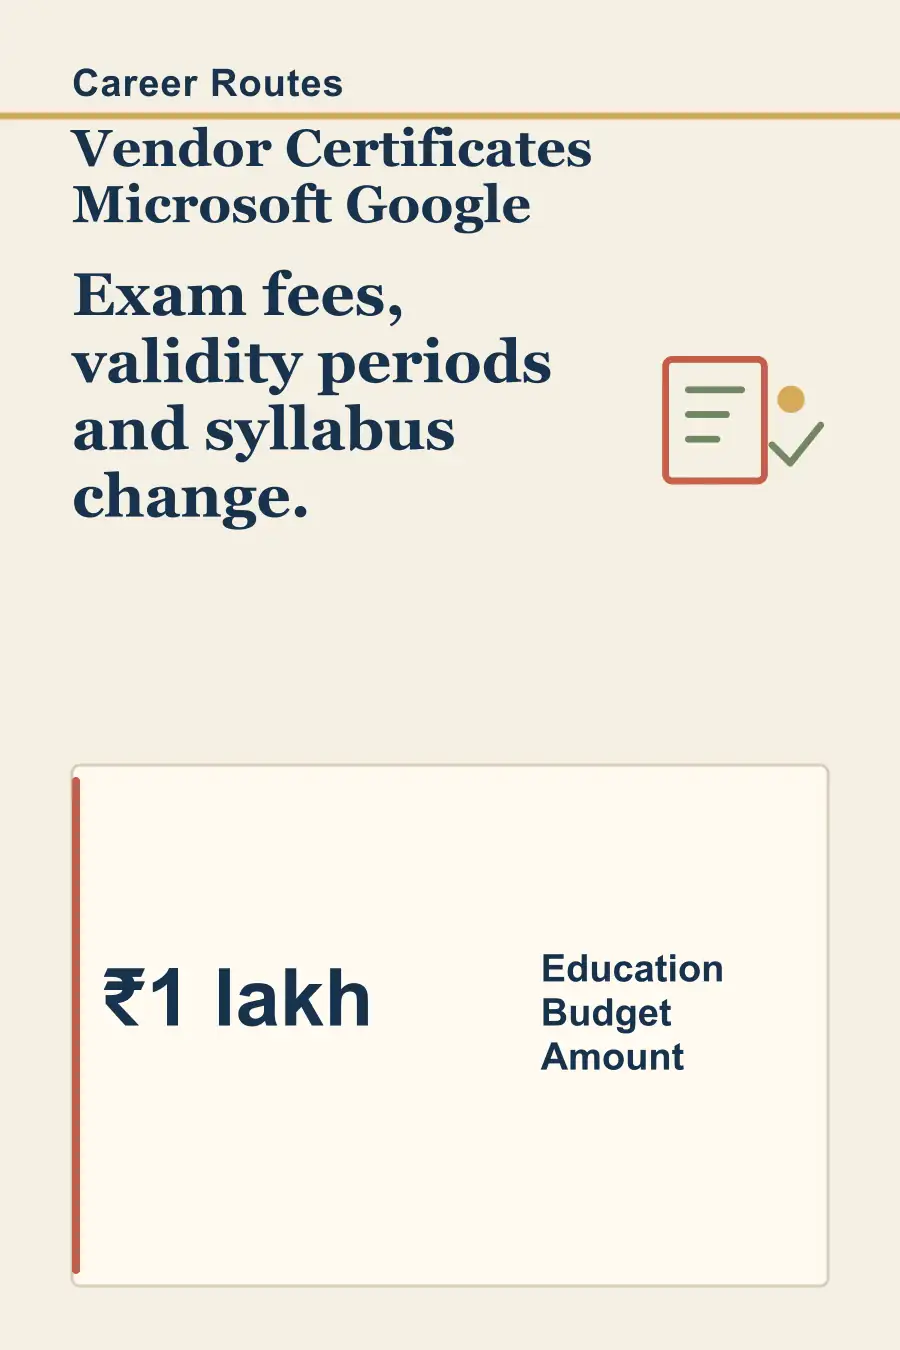 Career Routes
Vendor Certificates
Microsoft Google
Exam fees,
validity periods
and syllabus
change.
₹1 lakh
Education
Budget
Amount